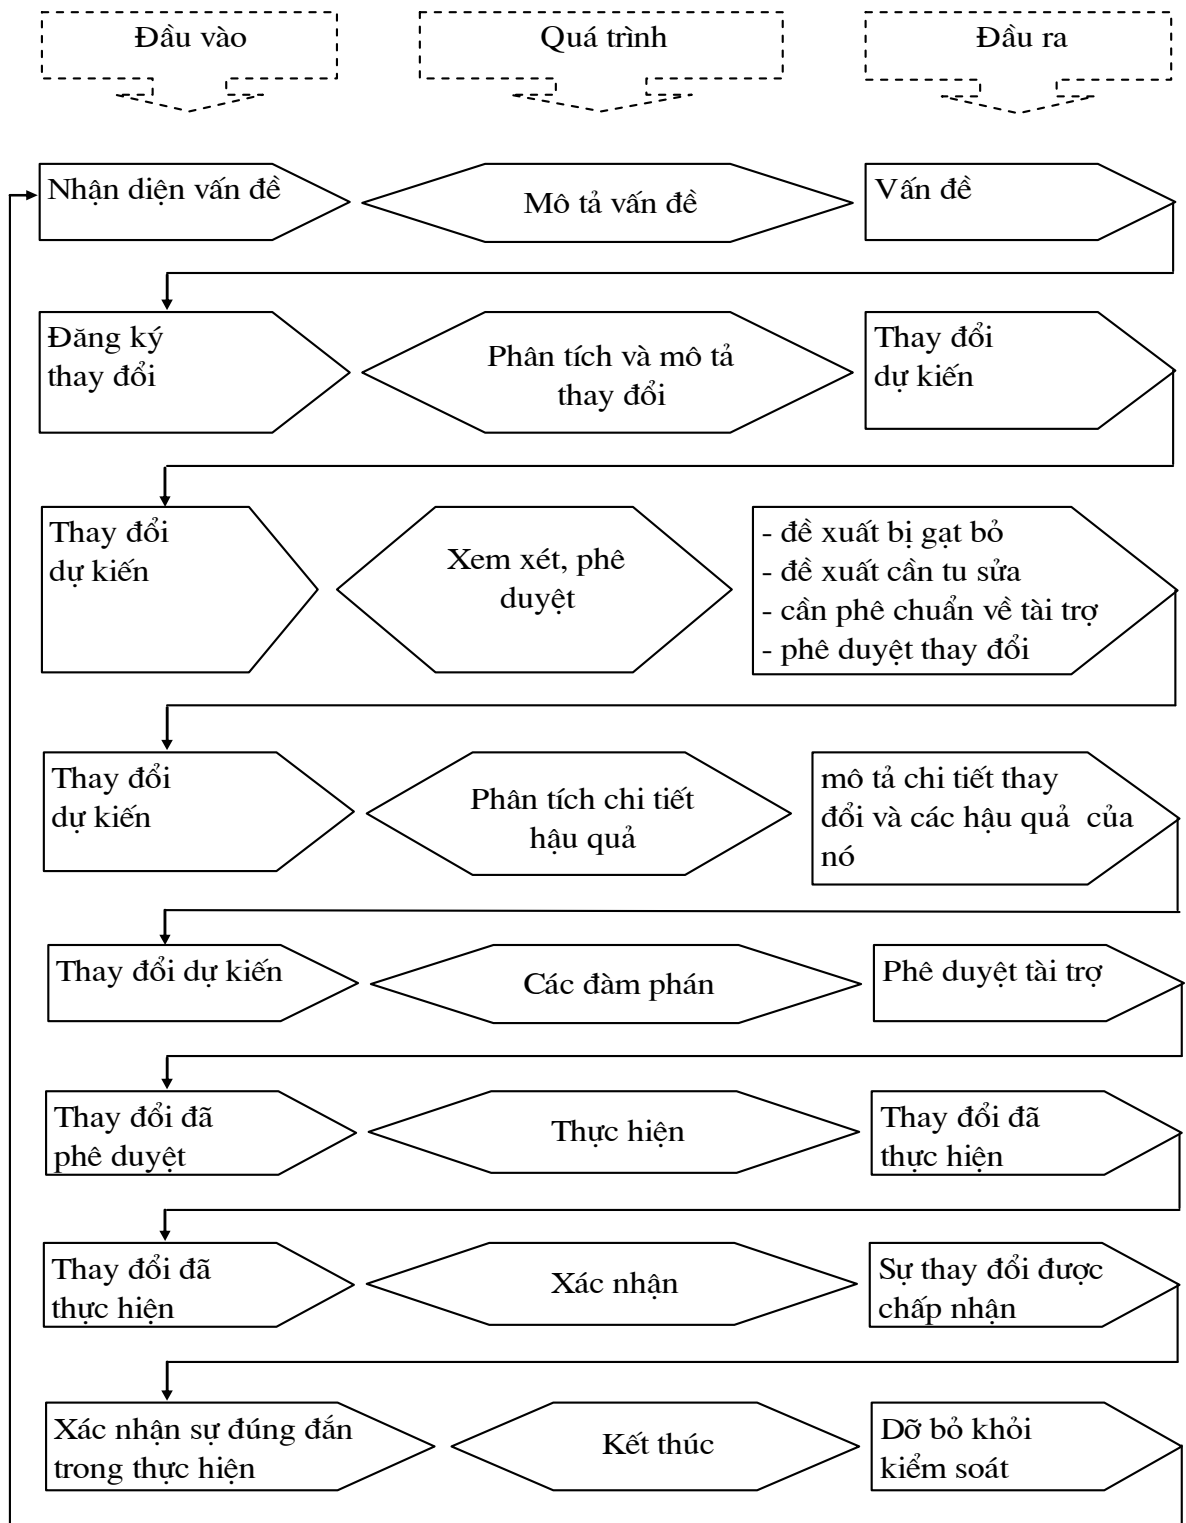 Đầu vào
Quá trình
Đầu ra
Nhận diện vấn đề
Mô tả vấn đề
Vấn đề
Đăng ký
thay đổi
Phân tích và mô tả
thay đổi
Thay đổi
dự kiến
Thay đổi
dự kiến
Xem xét, phê
duyệt
- đề xuất bị gạt bỏ
- đề xuất cần tu sửa
- cần phê chuẩn về tài trợ
- phê duyệt thay đổi
Thay đổi
dự kiến
Phân tích chi tiết
hậu quả
mô tả chi tiết thay
đổi và các hậu quả của
nó
Thay đổi dự kiến
Các đàm phán
Phê duyệt tài trợ
Thay đổi đã
phê duyệt
Thực hiện
Thay đổi đã
thực hiện
Thay đổi đã
thực hiện
Xác nhận
Sự thay đổi được
chấp nhận
Xác nhận sự đúng đắn
trong thực hiện
Kết thúc
Dỡ bỏ khỏi
kiểm soát